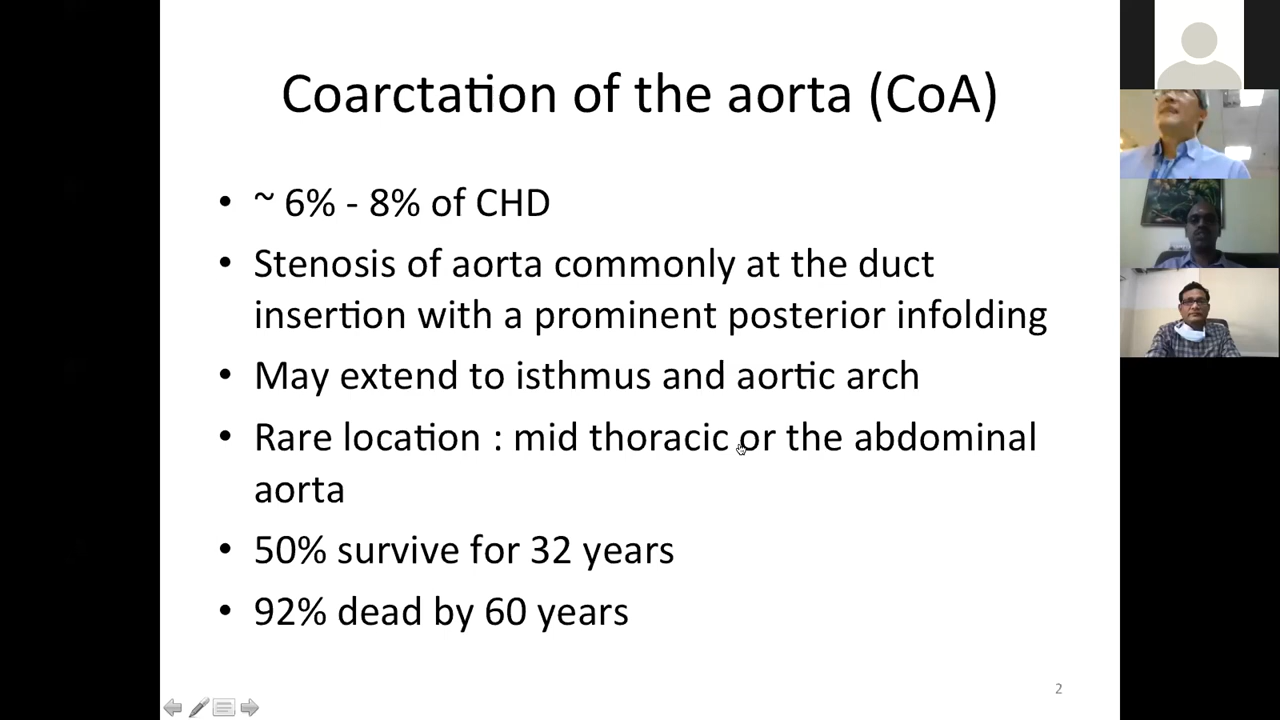 Coarctation of the aorta (CoA)
• ~ 6% - 8% of CHD
• Stenosis of aorta commonly at the duct
insertion with a prominent posterior infolding
• May extend to isthmus and aortic arch
• Rare location : mid thoracic or the abdominal
aorta
• 50% survive for 32 years
• 92% dead by 60 years
2